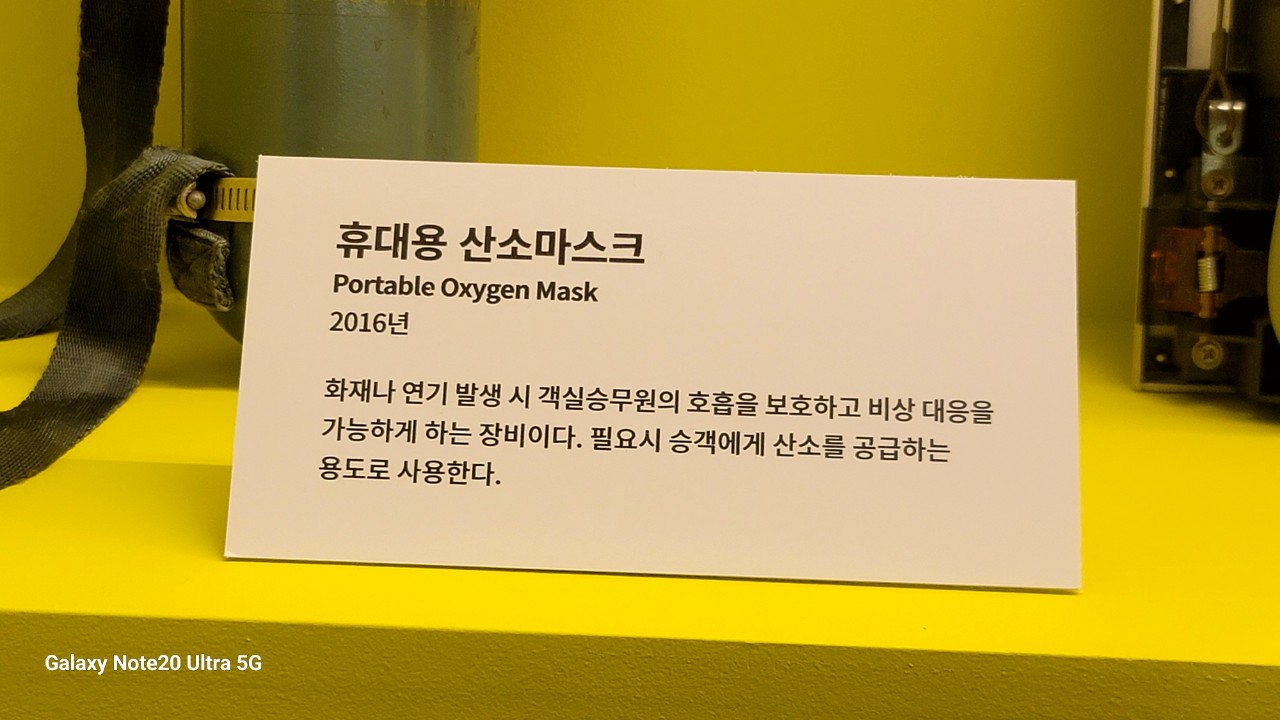 휴대용 산소마스크
Portable Oxygen Mask
2016년
화재나 연기 발생 시 객실승무원의 호흡을 보호하고 비상 대응을
가능하게 하는 장비이다. 필요시 승객에게 산소를 공급하는
용도로 사용한다.
Galaxy Note20 Ultra 5G